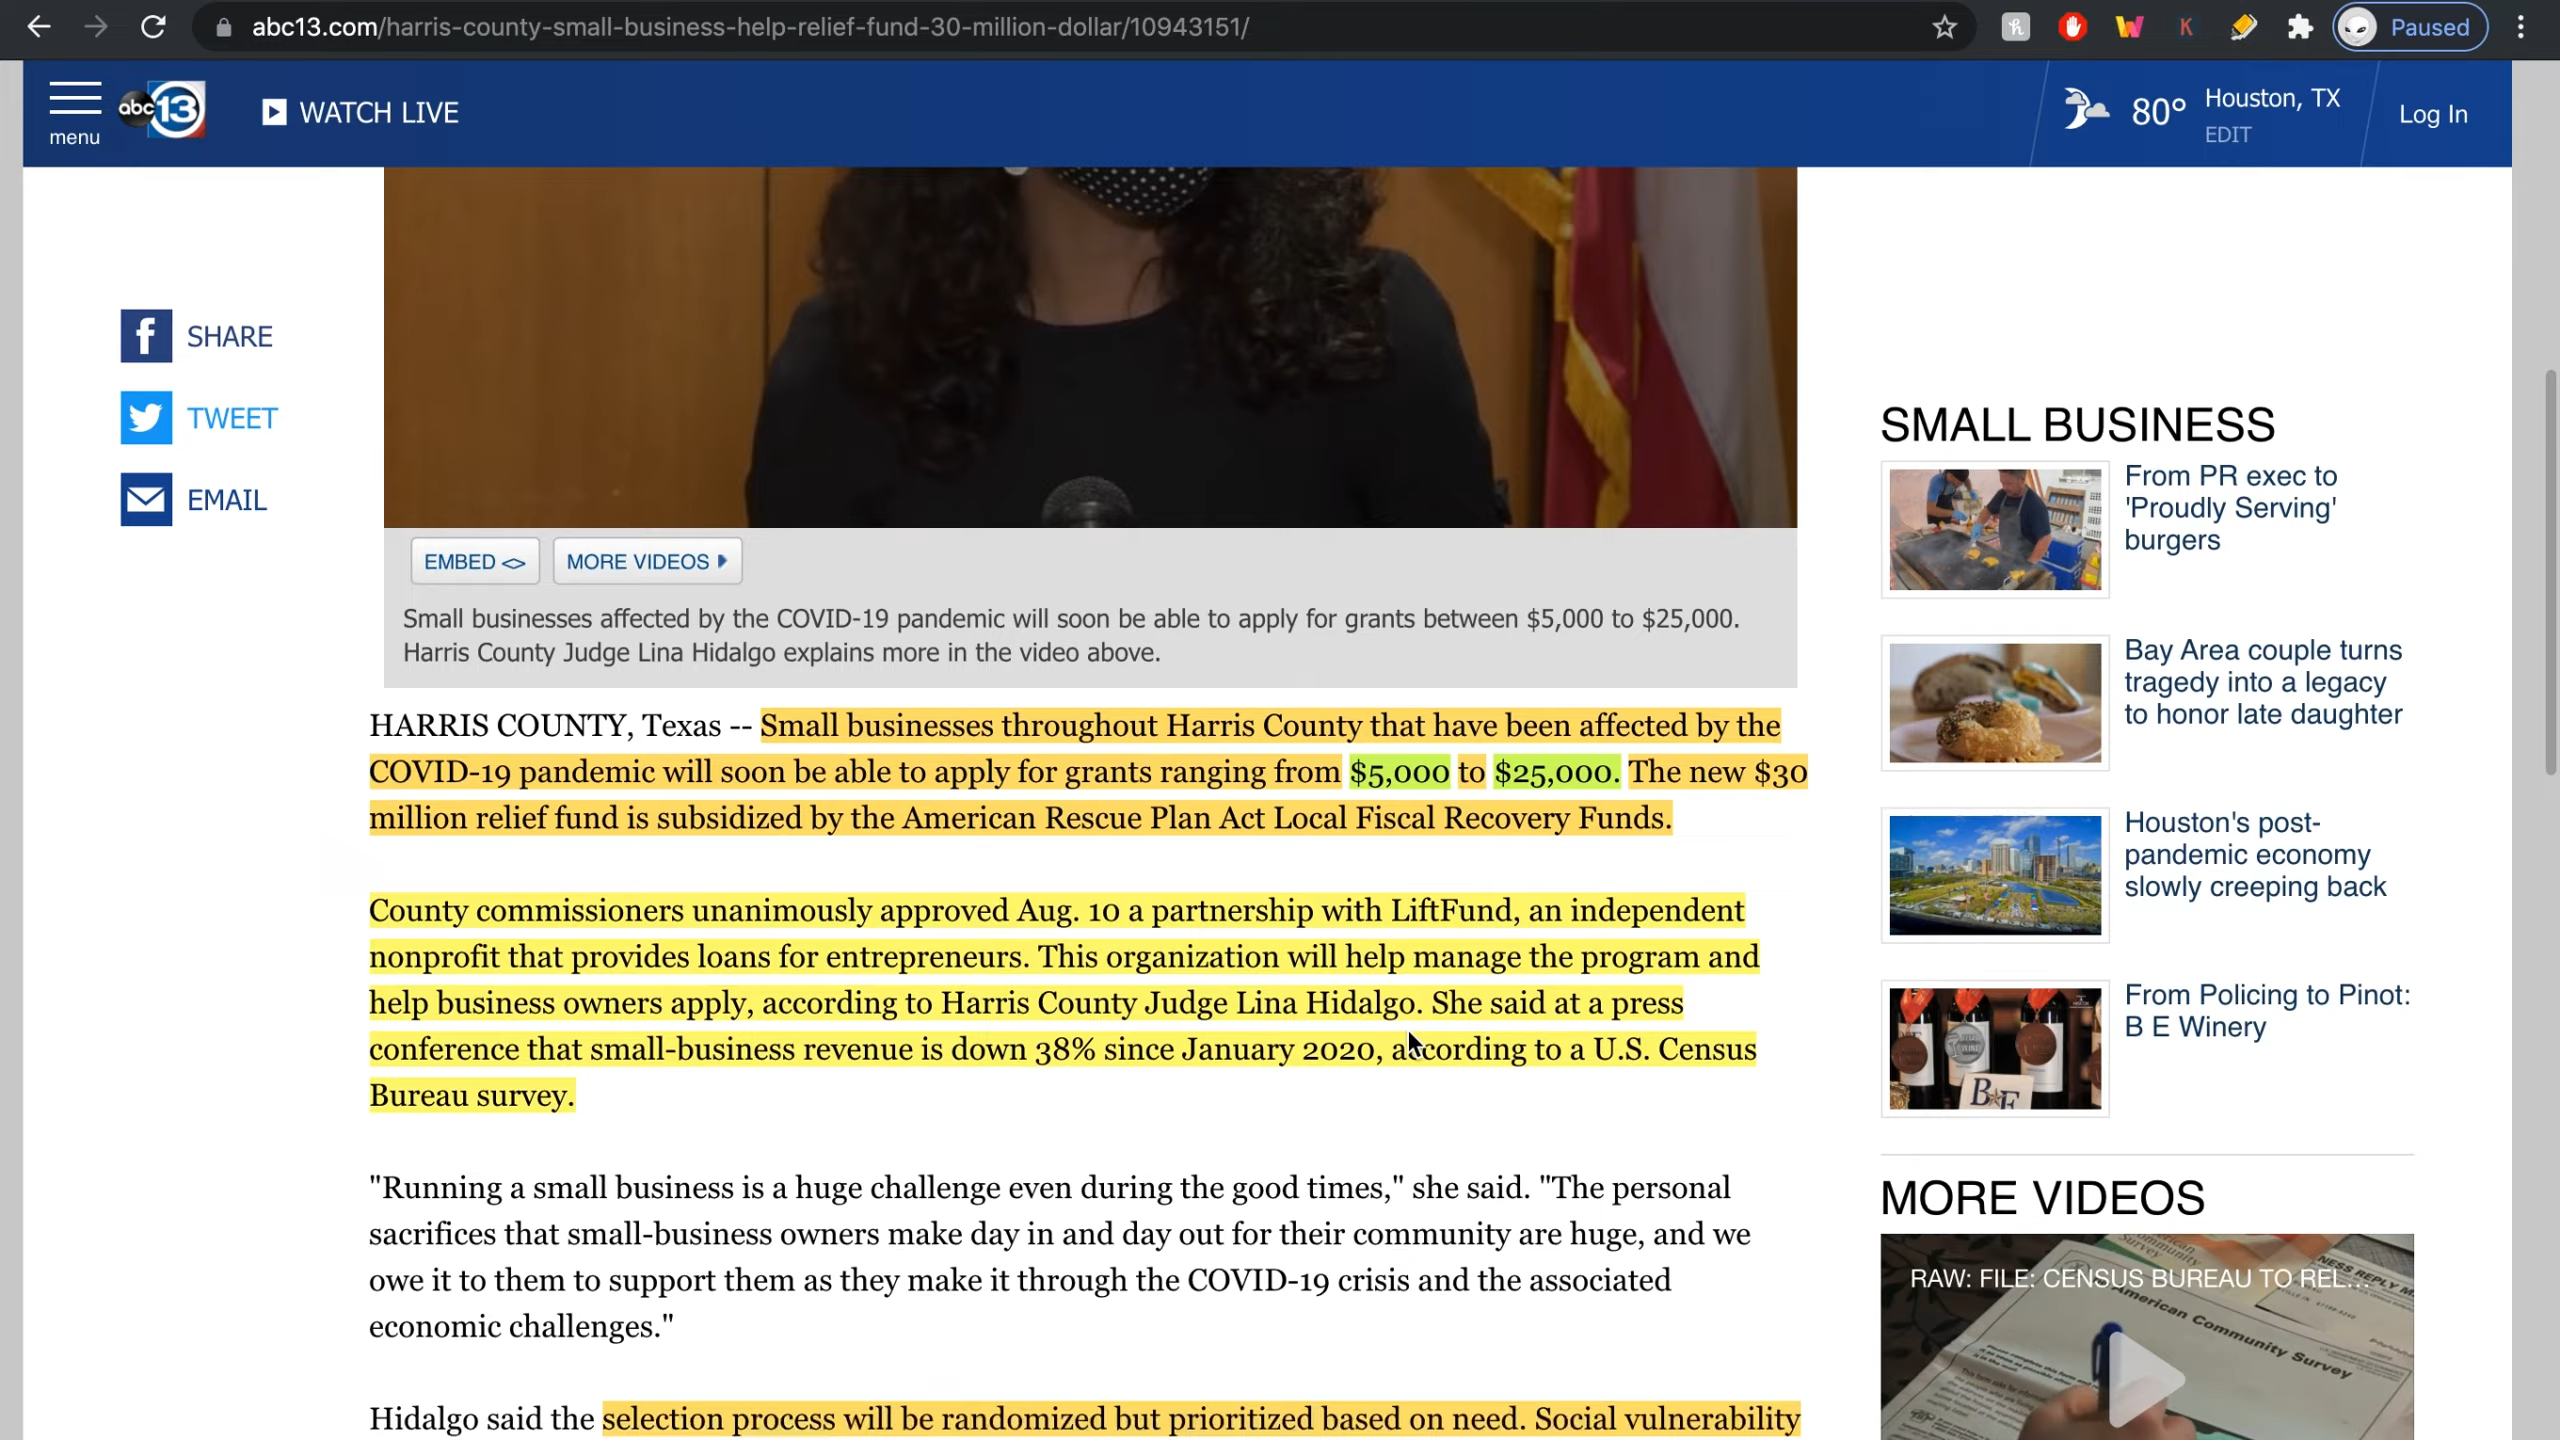 abc13.com/harris-county-small-business-help-relief-fund-30-million-dollar/10943151/
K
Paused
menu
abc13
WATCH LIVE
80°
Houston, TX
EDIT
Log In
SHARE
TWEET
EMAIL
EMBED <>
MORE VIDEOS
Small businesses affected by the COVID-19 pandemic will soon be able to apply for grants between $5,000 to $25,000.
Harris County Judge Lina Hidalgo explains more in the video above.
HARRIS COUNTY, Texas -- Small businesses throughout Harris County that have been affected by the
COVID-19 pandemic will soon be able to apply for grants ranging from $5,000 to $25,000. The new $30
million relief fund is subsidized by the American Rescue Plan Act Local Fiscal Recovery Funds.
County commissioners unanimously approved Aug. 10 a partnership with LiftFund, an independent
nonprofit that provides loans for entrepreneurs. This organization will help manage the program and
help business owners apply, according to Harris County Judge Lina Hidalgo. She said at a press
conference that small-business revenue is down 38% since January 2020, according to a U.S. Census
Bureau survey.
"Running a small business is a huge challenge even during the good times," she said. "The personal
sacrifices that small-business owners make day in and day out for their community are huge, and we
owe it to them to support them as they make it through the COVID-19 crisis and the associated
economic challenges."
Hidalgo said the selection process will be randomized but prioritized based on need. Social vulnerability
SMALL BUSINESS
From PR exec to
'Proudly Serving'
burgers
Bay Area couple turns
tragedy into a legacy
to honor late daughter
Houston's post-
pandemic economy
slowly creeping back
From Policing to Pinot:
B E Winery
MORE VIDEOS
RAW: FILE: CENSUS BUREAU TO REL...
American Community Survey